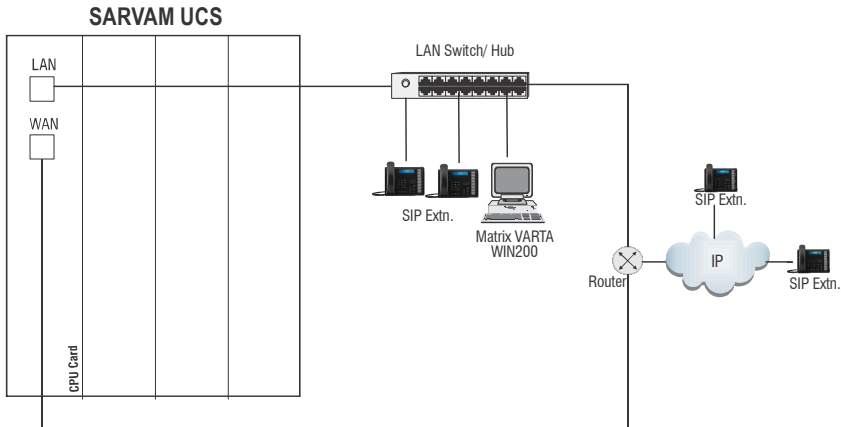 SARVAM UCS
LAN
WAN
CPU Card
LAN Switch/ Hub
SIP Extn.
Matrix VARTA
WIN200
Router
IP
SIP Extn.
SIP Extn.